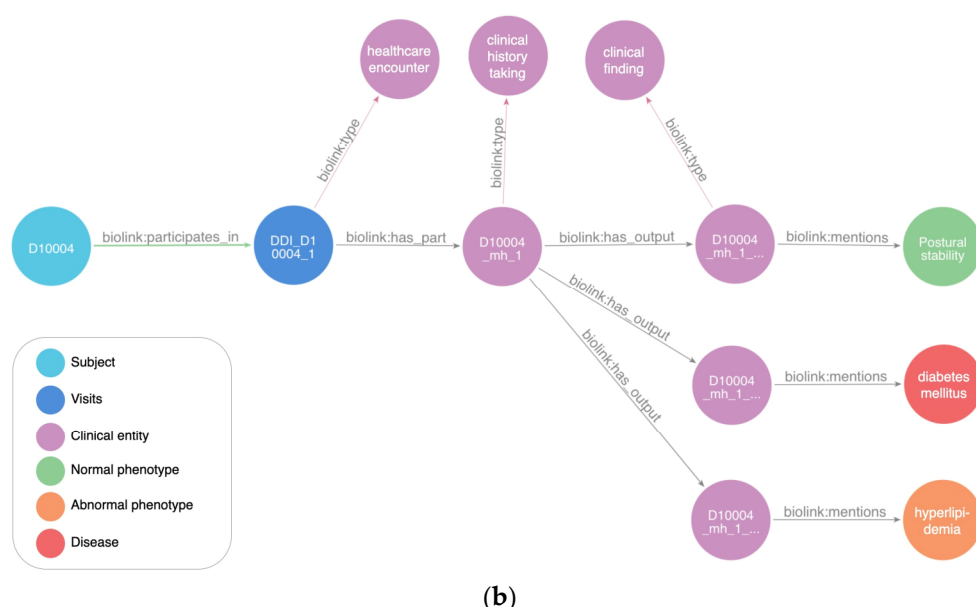 healthcare
encounter
clinical
history
taking
clinical
finding
biolink:type
biolink:type
biolink:type
D10004
biolink:participates_in
DDI_D1
0004_1
biolink:has_part
D10004
_mh_1
biolink:has_output
D10004
_mh_1_...
biolink:mentions
Postural
stability
biolink:has_output
D10004
_mh_1_...
biolink:mentions
diabetes
mellitus
biolink:has_output
D10004
_mh_1_...
biolink:mentions
hyperlipi-
demia
Subject
Visits
Clinical entity
Normal phenotype
Abnormal phenotype
Disease
(b)